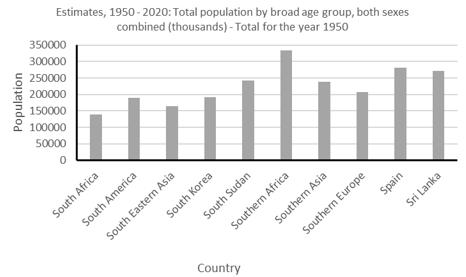 Estimates, 1950 - 2020: Total population by broad age group, both sexes
combined (thousands) - Total for the year 1950
350000
300000
250000
200000
150000
100000
50000
0
Population
South Africa
South America
South Eastern Asia
South Korea
South Sudan
Southern Africa
Southern Asia
Southern Europe
Spain
Sri Lanka
Country